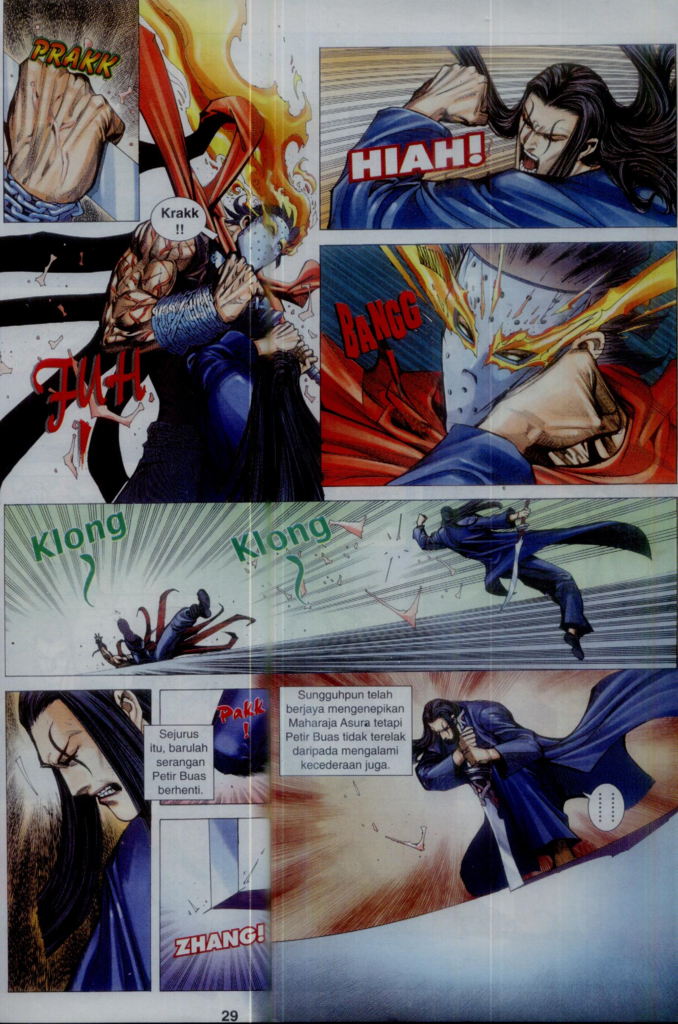 PRAKK
Krakk
!!
FUH
!
HIAH!
BANGG
!
Klong
Klong
Sejurus
itu, barulah
serangan
Petir Buas
berhenti.
Pakk
!
ZHANG!
Sungguhpun telah
berjaya mengenepikan
Maharaja Asura tetapi
Petir Buas tidak terelak
daripada mengalami
kecederaan juga.
29